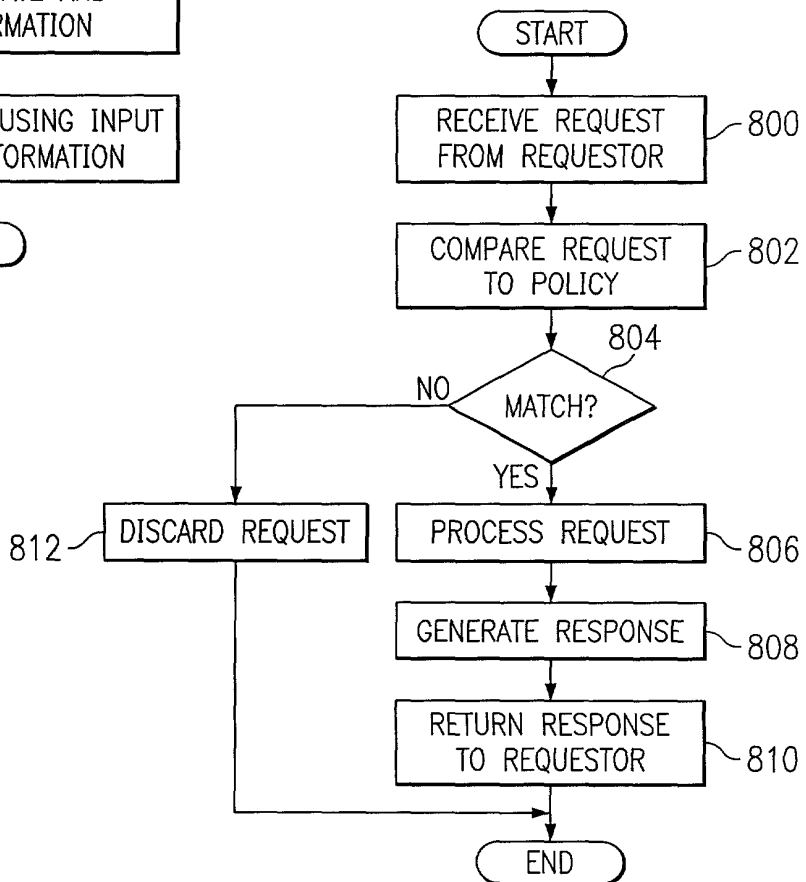 RMATION
USING INPUT
FORMATION
START
RECEIVE REQUEST
FROM REQUESTOR
800
COMPARE REQUEST
TO POLICY
802
804
MATCH?
NO
YES
DISCARD REQUEST
812
PROCESS REQUEST
806
GENERATE RESPONSE
808
RETURN RESPONSE
TO REQUESTOR
810
END